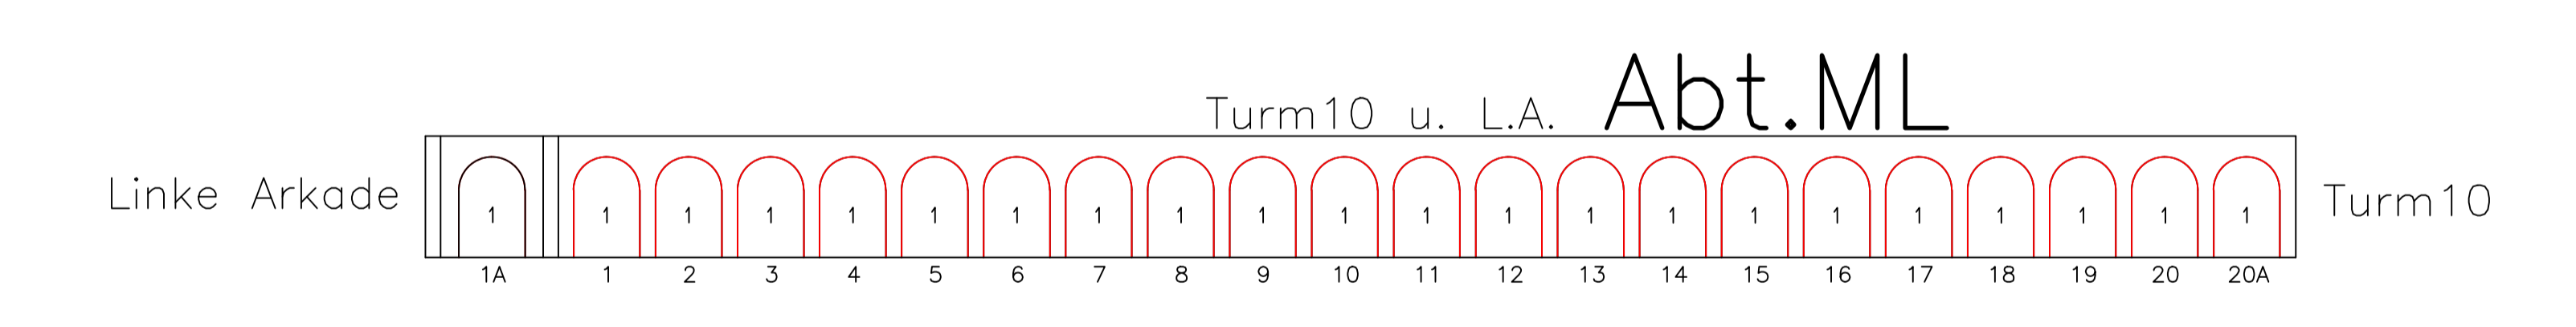 Turm10 u. L.A. Abt.ML
Linke Arkade 1 1 1 1 1 1 1 1 1 1 1 1 1 1 1 1 1 1 1 1 1 1 Turm10
1A 1 2 3 4 5 6 7 8 9 10 11 12 13 14 15 16 17 18 19 20 20A